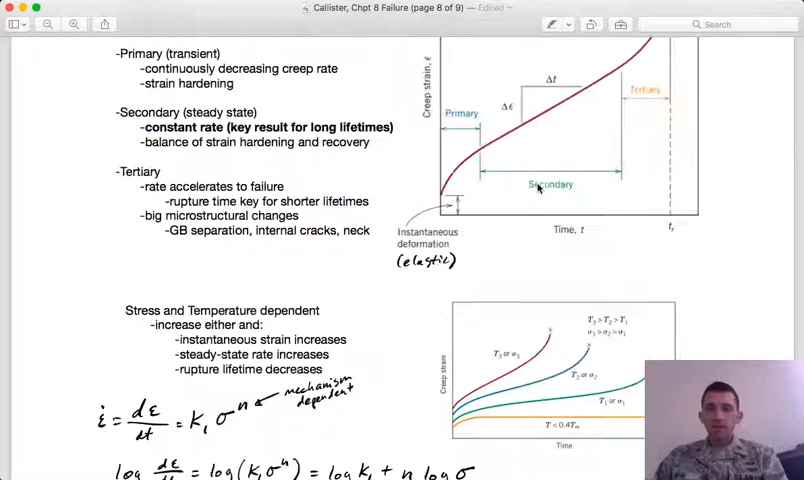 Callister, Chpt 8 Failure (page 8 of 9) — Edited
Search
-Primary (transient)
-continuously decreasing creep rate
-strain hardening
-Secondary (steady state)
-constant rate (key result for long lifetimes)
-balance of strain hardening and recovery
-Tertiary
-rate accelerates to failure
-rupture time key for shorter lifetimes
-big microstructural changes
-GB separation, internal cracks, neck
Creep strain, ϵ
Primary
Δϵ
Δt
Tertiary
Secondary
Instantaneous
deformation
(elastic)
Time, t
tᵣ
Stress and Temperature dependent
-increase either and:
-instantaneous strain increases
-steady-state rate increases
-rupture lifetime decreases
mechanism
dependent
ε̇ = dε/dt = K₁ σⁿ
log dε/dt = log(K₁σⁿ) = log K₁ + n log σ
Creep strain
T₃ > T₂ > T₁
σ₃ > σ₂ > σ₁
T₃ or σ₃
T₂ or σ₂
T₁ or σ₁
T < 0.4Tₘ
Time